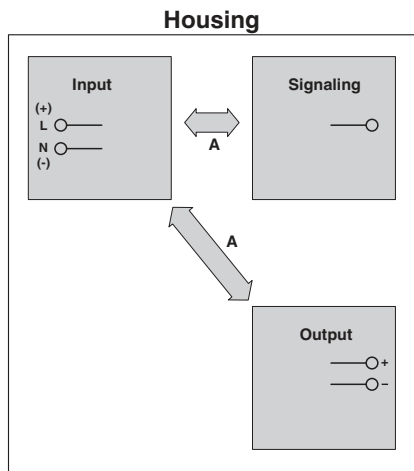 Housing
Input
(+)
L
N
(-)
A
Signaling
A
Output
+
–